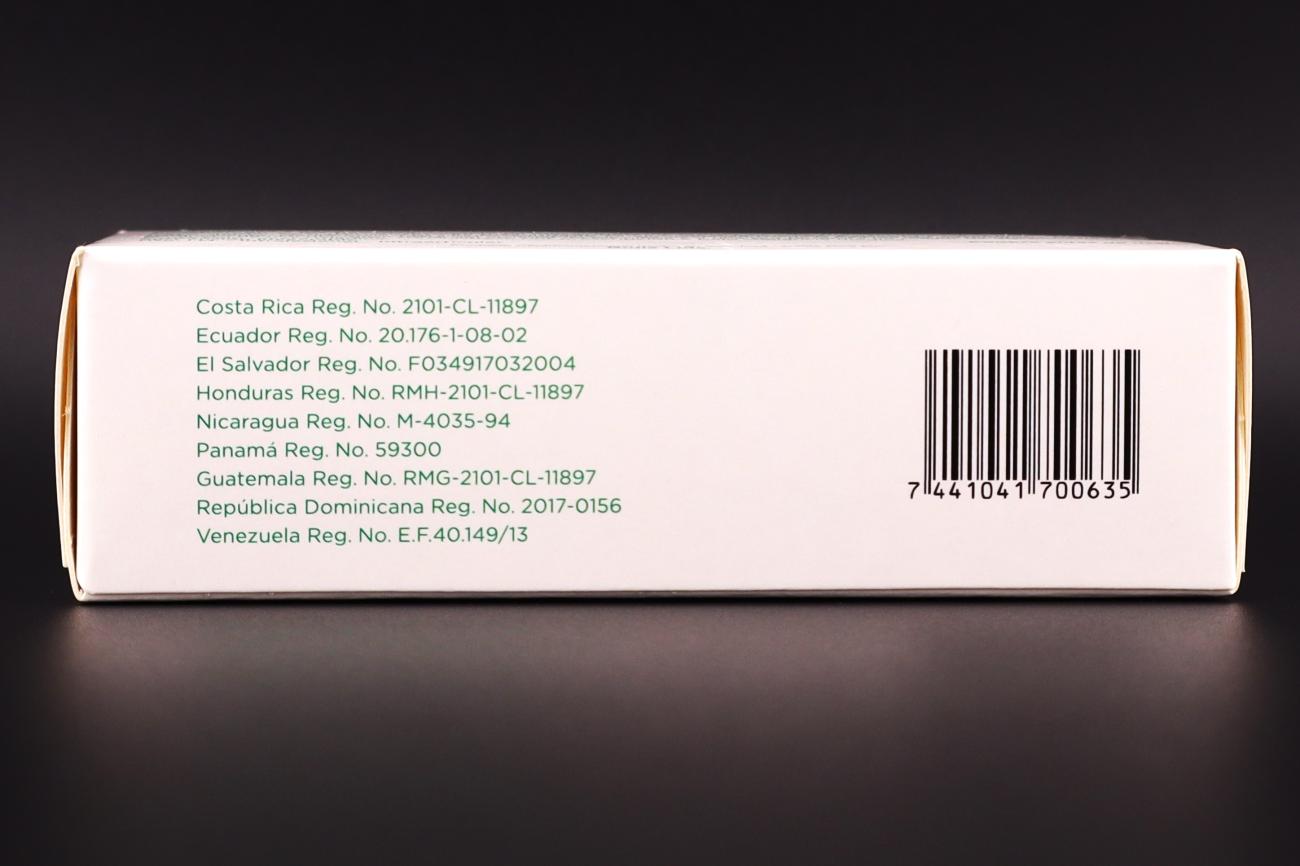 Costa Rica Reg. No. 2101-CL-11897
Ecuador Reg. No. 20.176-1-08-02
El Salvador Reg. No. F034917032004
Honduras Reg. No. RMH-2101-CL-11897
Nicaragua Reg. No. M-4035-94
Panamá Reg. No. 59300
Guatemala Reg. No. RMG-2101-CL-11897
República Dominicana Reg. No. 2017-0156
Venezuela Reg. No. E.F.40.149/13
7 441041 700635